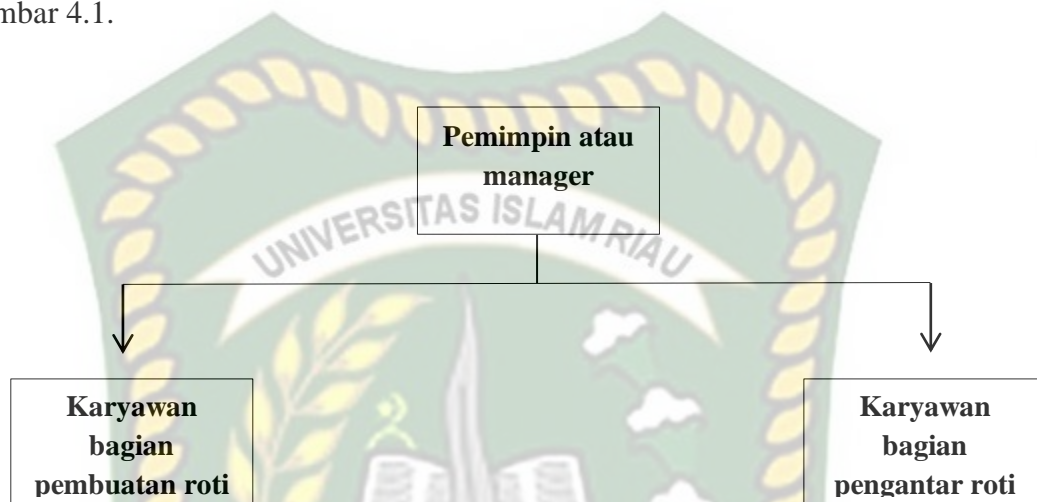 mbar 4.1.
Pemimpin atau
manager
UNIVERSITAS ISLAM RIAU
Karyawan
bagian
pembuatan roti
Karyawan
bagian
pengantar roti